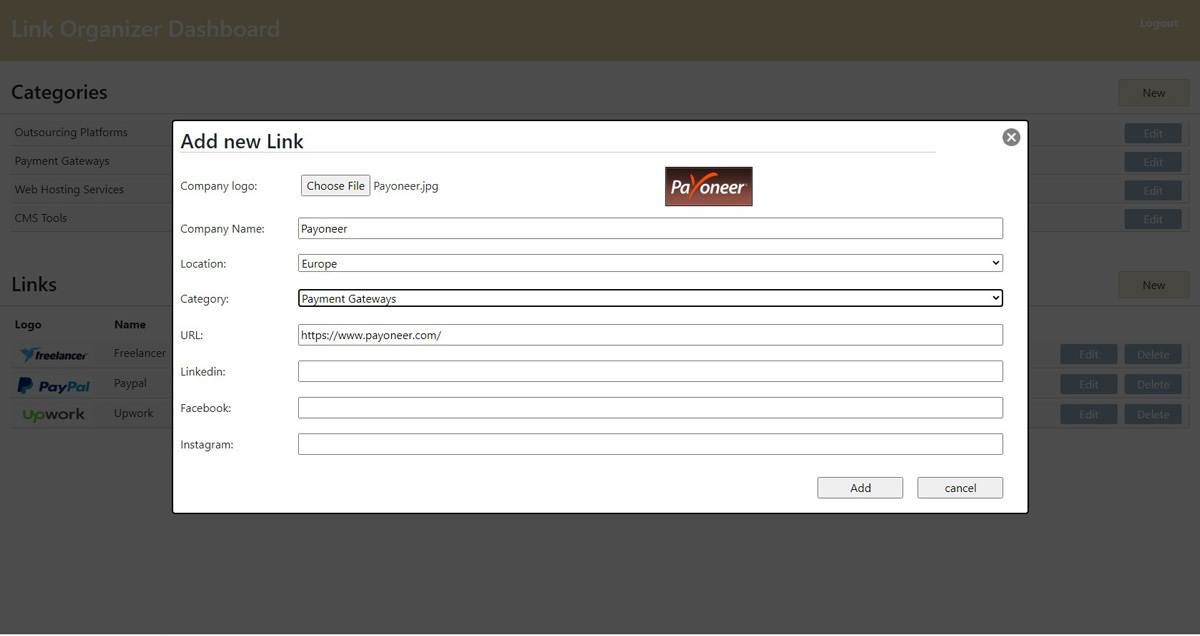 Link Organizer Dashboard
Logout
Categories
New
Outsourcing Platforms
Edit
Payment Gateways
Edit
Web Hosting Services
Edit
CMS Tools
Edit
Add new Link
Company logo:
Choose File Payoneer.jpg
Payoneer
Company Name:
Payoneer
Location:
Europe
Category:
Payment Gateways
URL:
https://www.payoneer.com/
Linkedin:
Facebook:
Instagram:
Add
cancel
Links
New
Logo Name
freelancer Freelancer
Edit Delete
PayPal Paypal
Edit Delete
Upwork Upwork
Edit Delete